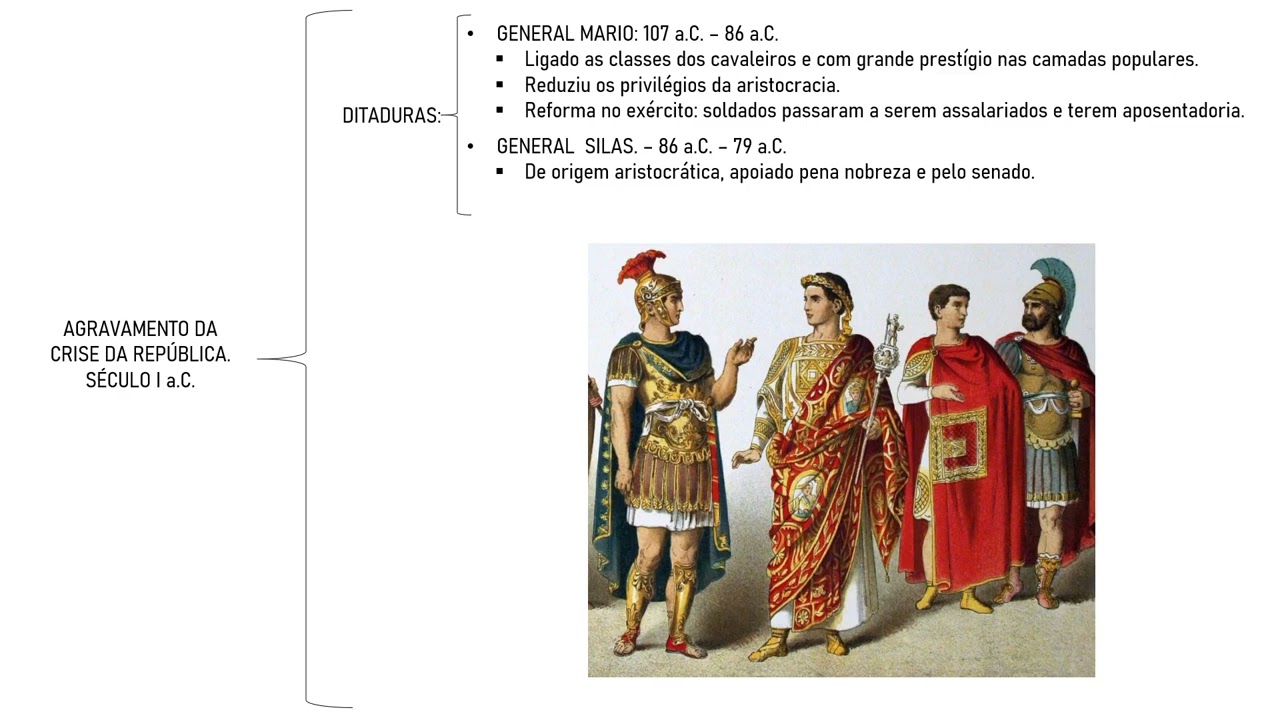 • GENERAL MARIO: 107 a.C. – 86 a.C.
▪ Ligado as classes dos cavaleiros e com grande prestígio nas camadas populares.
▪ Reduziu os privilégios da aristocracia.
▪ Reforma no exército: soldados passaram a serem assalariados e terem aposentadoria.
DITADURAS:
• GENERAL SILAS. – 86 a.C. – 79 a.C.
▪ De origem aristocrática, apoiado pena nobreza e pelo senado.
AGRAVAMENTO DA
CRISE DA REPÚBLICA.
SÉCULO I a.C.